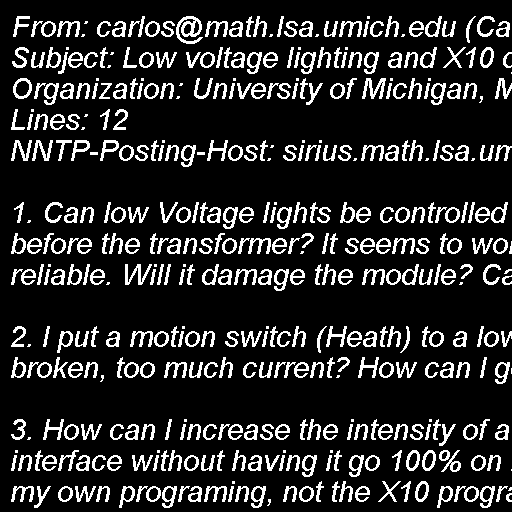 From: carlos@math.lsa.umich.edu (Ca
Subject: Low voltage lighting and X10 q
Organization: University of Michigan, M
Lines: 12
NNTP-Posting-Host: sirius.math.lsa.um
1. Can low Voltage lights be controlled
before the transformer? It seems to wor
reliable. Will it damage the module? Ca
2. I put a motion switch (Heath) to a low
broken, too much current? How can I g
3. How can I increase the intensity of a
interface without having it go 100% on
my own programing, not the X10 progra